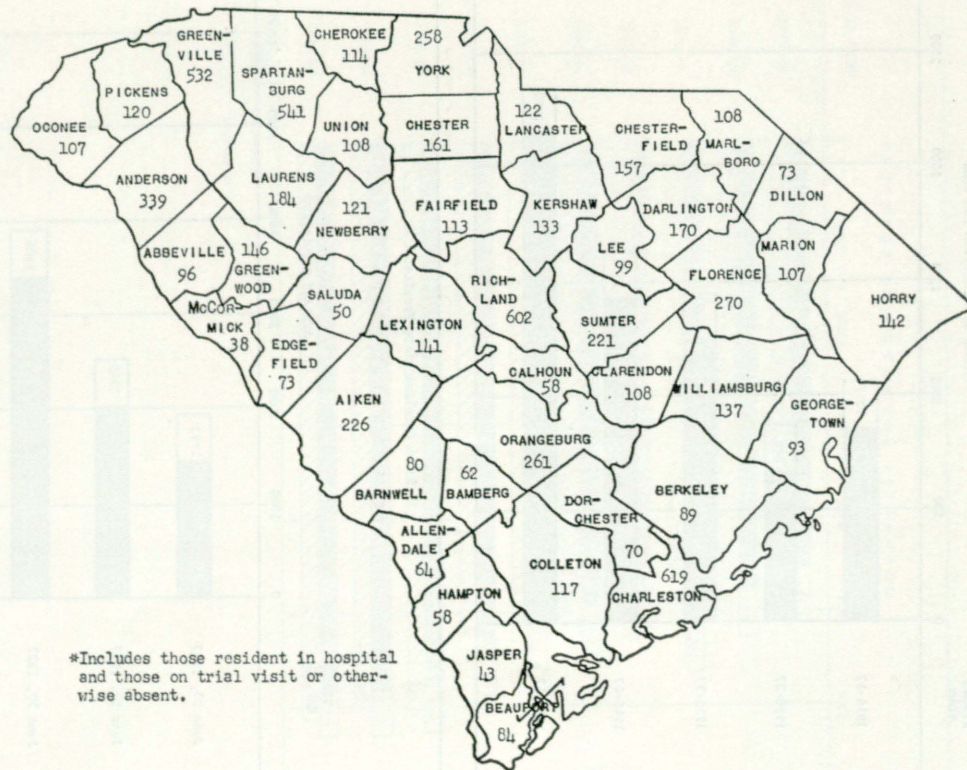 GREEN-
VILLE
532
CHEROKEE
114
258
YORK
PICKENS
120
SPARTAN-
BURG
541
OCONEE
107
UNION
108
CHESTER
161
122
LANCASTER
CHESTER-
FIELD
157
108
MARL-
BORO
73
DILLON
ANDERSON
339
LAURENS
184
121
NEWBERRY
FAIRFIELD
113
KERSHAW
133
DARLINGTON
170
LEE
99
MARION
107
ABBEVILLE
96
146
GREEN-
WOOD
FLORENCE
270
HORRY
142
McCOR-
MICK
38
SALUDA
50
RICH-
LAND
602
LEXINGTON
141
SUMTER
221
EDGE-
FIELD
73
CALHOUN
58
CLARENDON
108
WILLIAMSBURG
137
GEORGE-
TOWN
93
AIKEN
226
ORANGEBURG
261
80
BARNWELL
62
BAMBERG
BERKELEY
89
DOR-
CHESTER
70
ALLEN-
DALE
64
COLLETON
117
619
CHARLESTON
HAMPTON
58
JASPER
43
BEAUFORT
84
*Includes those resident in hospital
and those on trial visit or other-
wise absent.